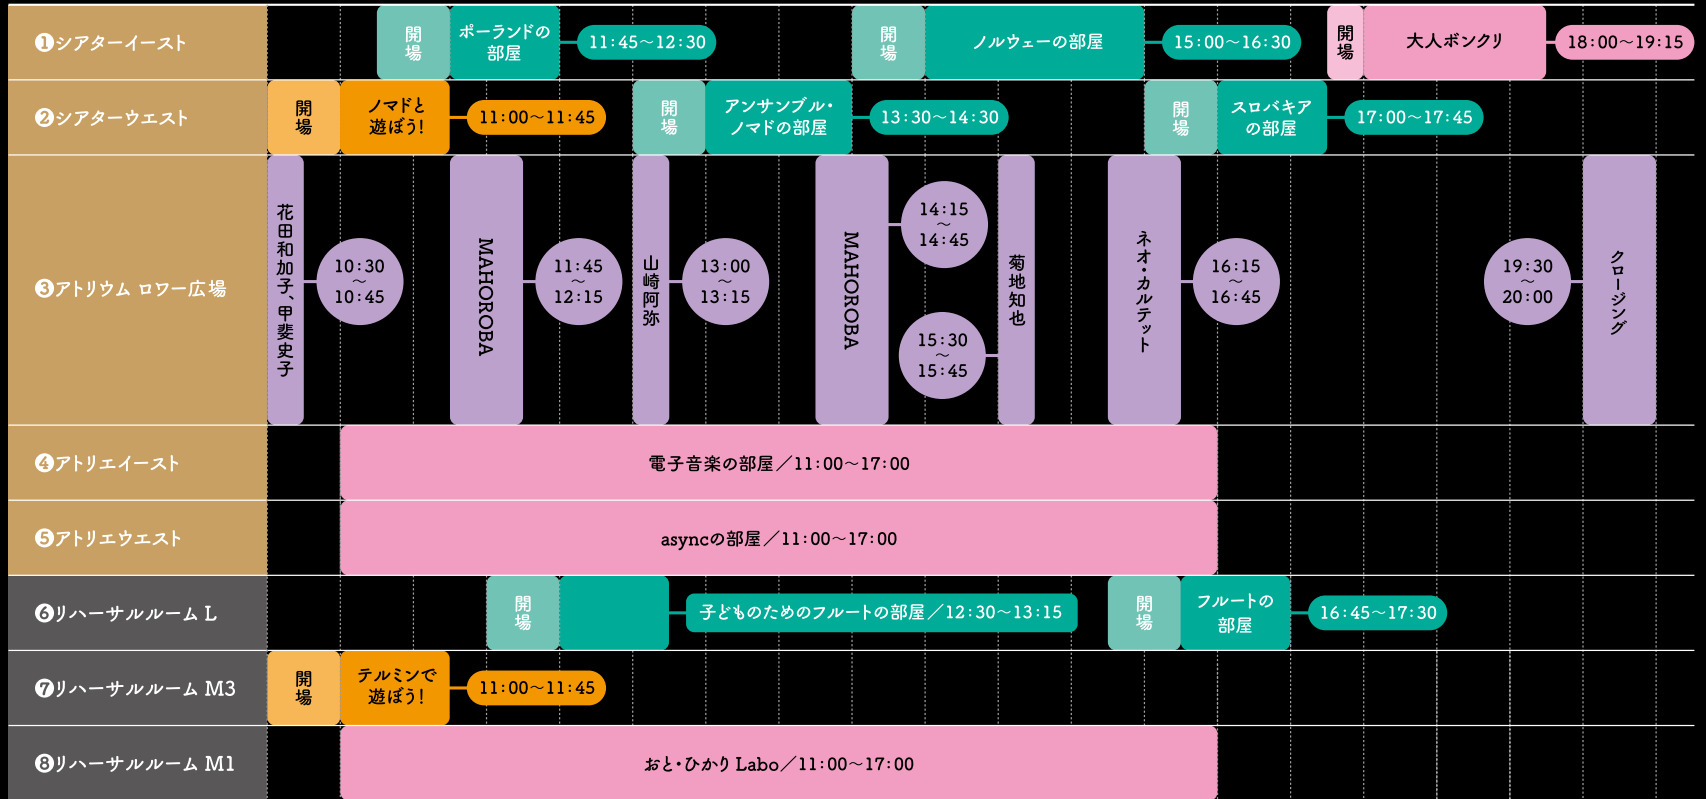 ❶シアターイースト
開場
ポーランドの
部屋
11:45〜12:30
開場
ノルウェーの部屋
15:00〜16:30
開場
大人ボンクリ
18:00〜19:15
❷シアターウエスト
開場
ノマドと
遊ぼう!
11:00〜11:45
開場
アンサンブル・
ノマドの部屋
13:30〜14:30
開場
スロバキア
の部屋
17:00〜17:45
❸アトリウム ロワー広場
花田和加子、甲斐史子
10:30
〜
10:45
MAHOROBA
11:45
〜
12:15
山崎阿弥
13:00
〜
13:15
MAHOROBA
14:15
〜
14:45
15:30
〜
15:45
菊地知也
ネオ・カルテット
16:15
〜
16:45
19:30
〜
20:00
クロージング
❹アトリエイースト
電子音楽の部屋／11:00〜17:00
❺アトリエウエスト
asyncの部屋／11:00〜17:00
❻リハーサルルーム L
開場
子どものためのフルートの部屋／12:30〜13:15
開場
フルートの
部屋
16:45〜17:30
❼リハーサルルーム M3
開場
テルミンで
遊ぼう!
11:00〜11:45
❽リハーサルルーム M1
おと・ひかり Labo／11:00〜17:00